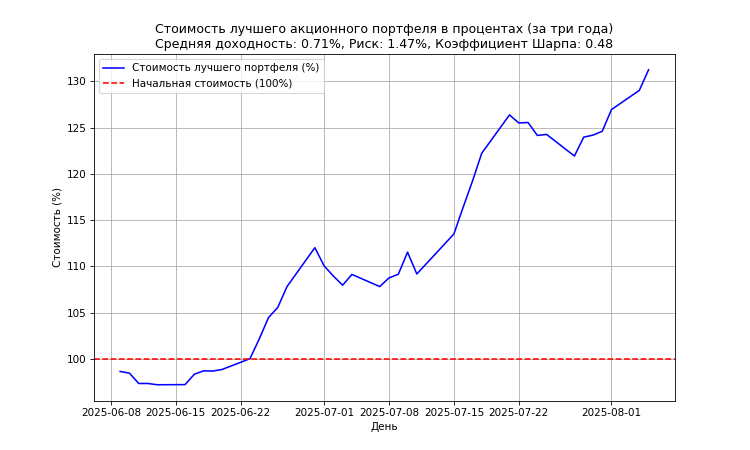 Стоимость лучшего акционного портфеля в процентах (за три года)
Средняя доходность: 0.71%, Риск: 1.47%, Коэффициент Шарпа: 0.48
Стоимость лучшего портфеля (%)
Начальная стоимость (100%)
Стоимость (%)
130
125
120
115
110
105
100
2025-06-08 2025-06-15 2025-06-22 2025-07-01 2025-07-08 2025-07-15 2025-07-22 2025-08-01
День